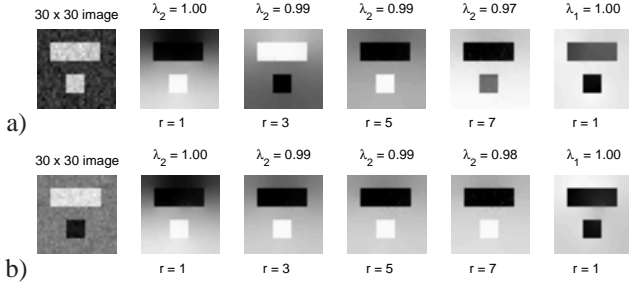 30 x 30 image λ2 = 1.00 λ2 = 0.99 λ2 = 0.99 λ2 = 0.97 λ1 = 1.00
a) r = 1 r = 3 r = 5 r = 7 r = 1
30 x 30 image λ2 = 1.00 λ2 = 0.99 λ2 = 0.99 λ2 = 0.98 λ1 = 1.00
b) r = 1 r = 3 r = 5 r = 7 r = 1